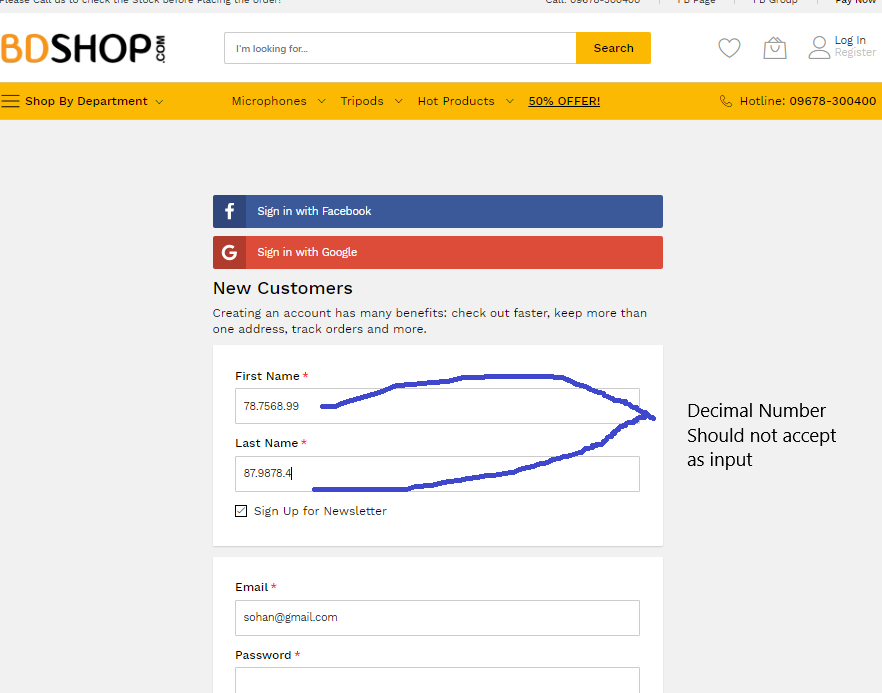 Please Call us to check the Stock before Placing the order!
Call: 09678-300400 FB Page FB Group Pay Now
BDSHOP.COM
I'm looking for...
Search
Log In
Register
Shop By Department
Microphones Tripods Hot Products 50% OFFER!
Hotline: 09678-300400
f Sign in with Facebook
G Sign in with Google
New Customers
Creating an account has many benefits: check out faster, keep more than
one address, track orders and more.
First Name *
78.7568.99
Last Name *
87.9878.4
Decimal Number
Should not accept
as input
Sign Up for Newsletter
Email *
sohan@gmail.com
Password *